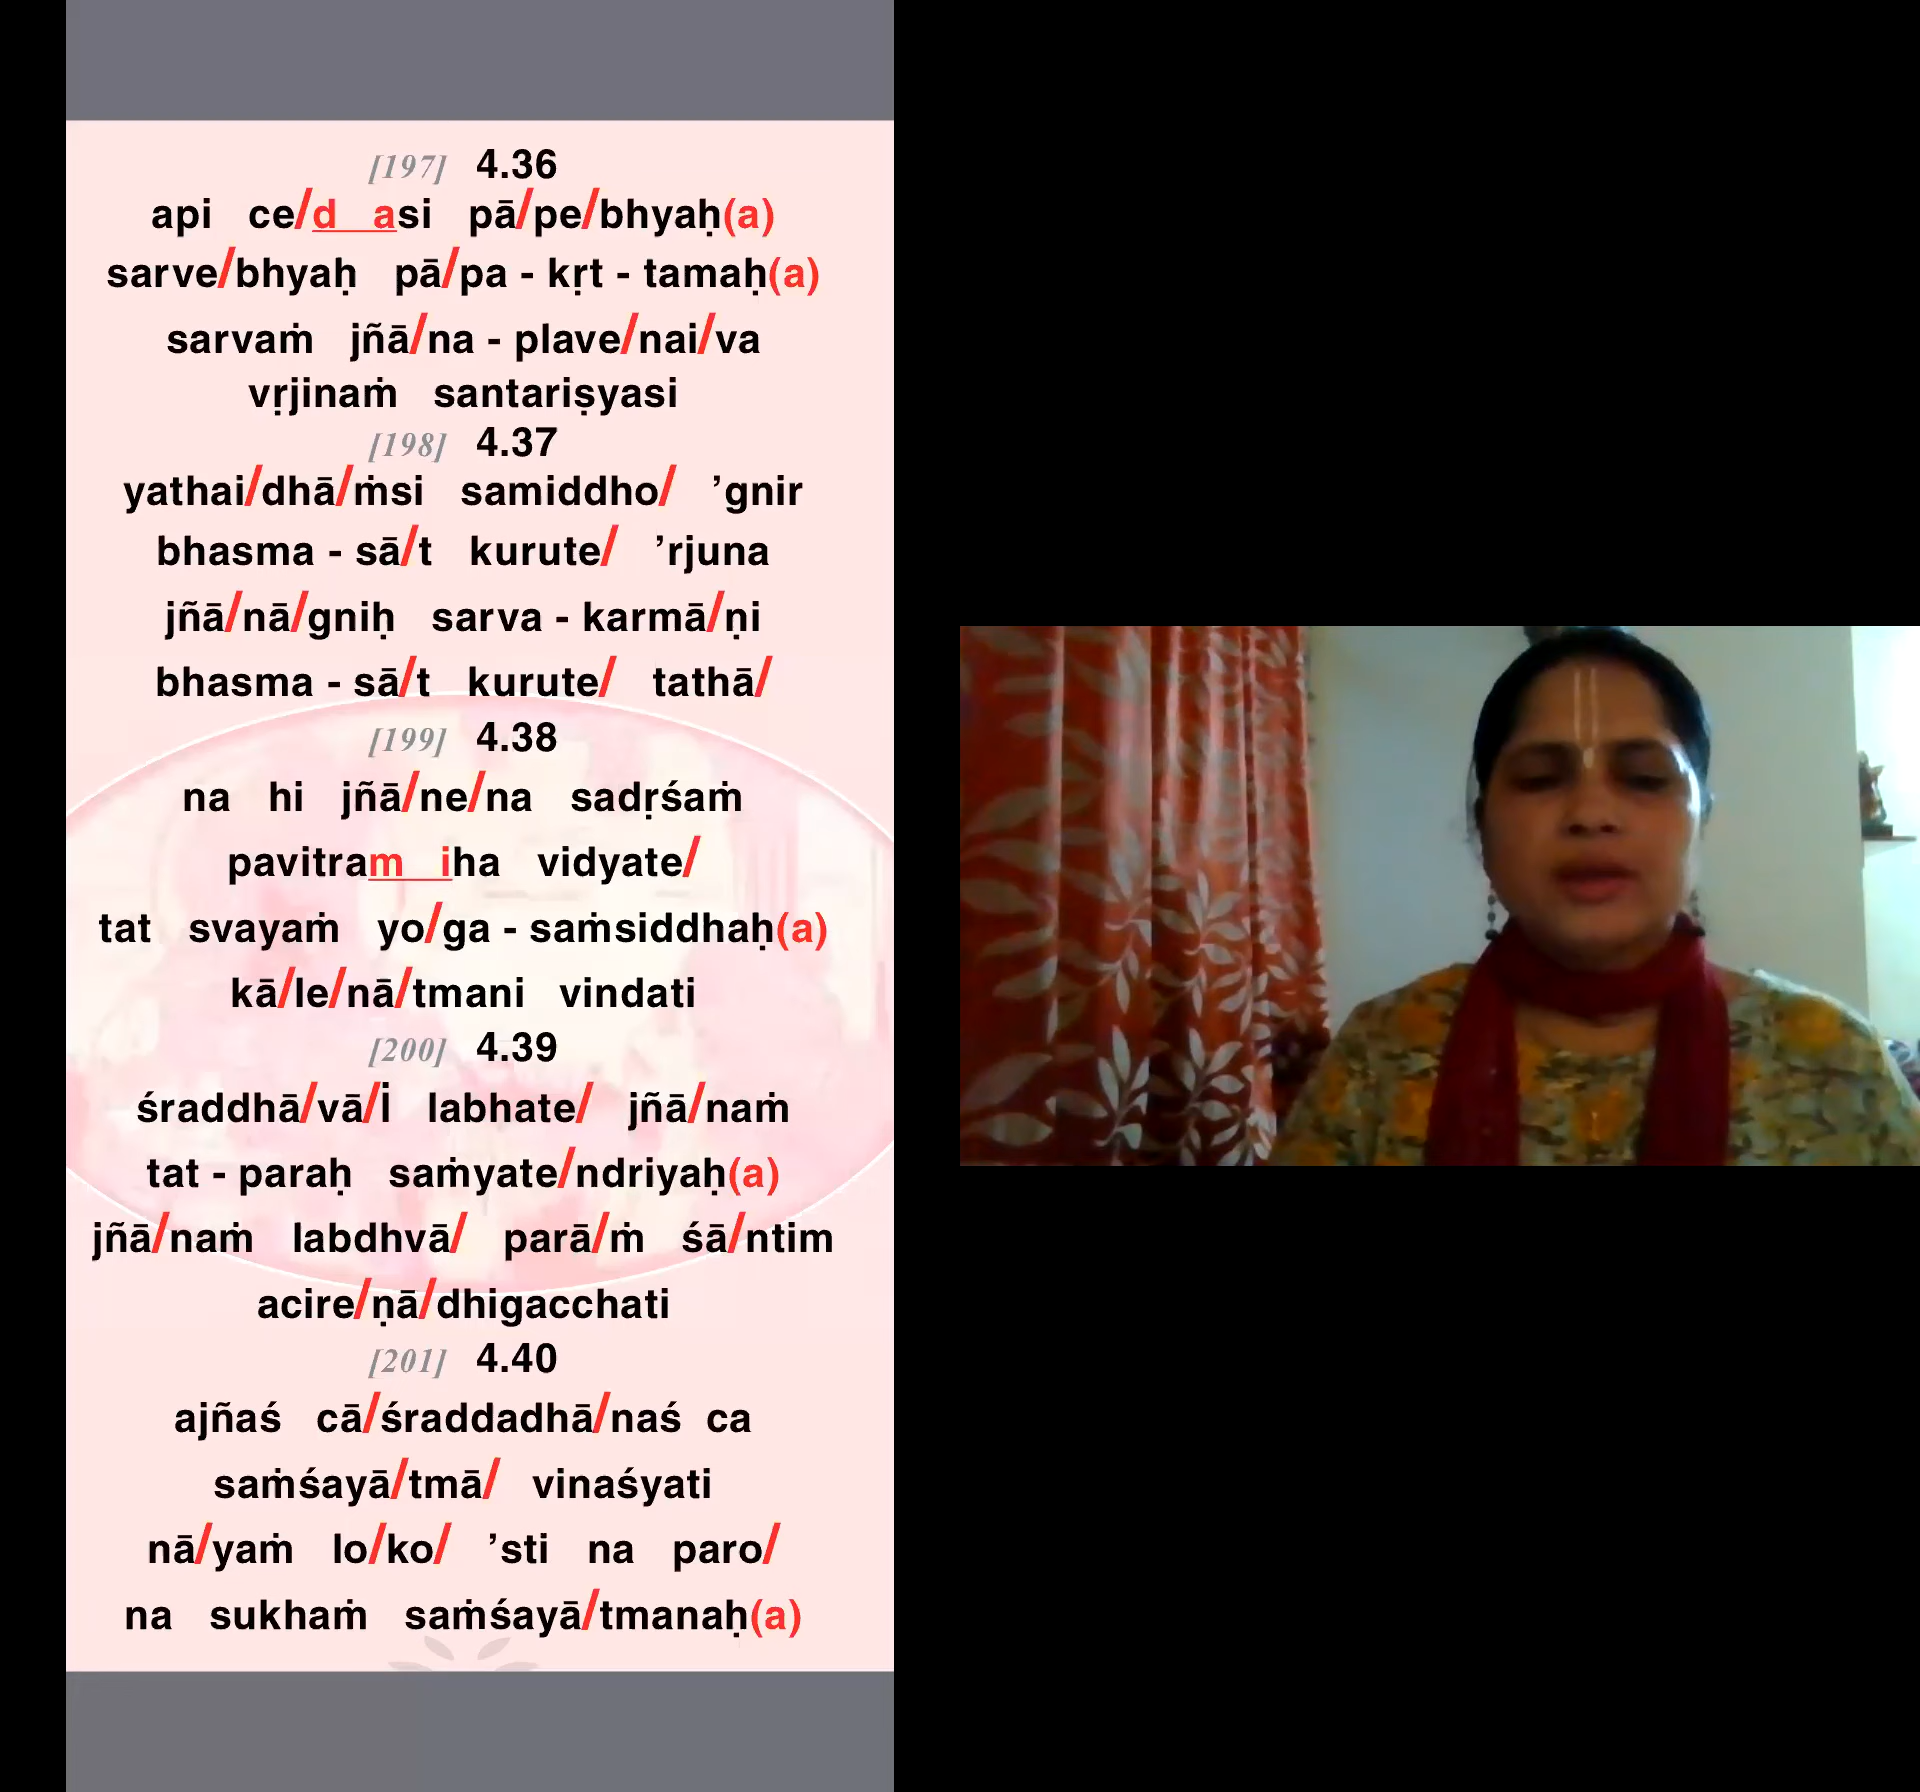 [197] 4.36
api ce/d asi pā/pe/bhyaḥ(a)
sarve/bhyaḥ pā/pa - kṛt - tamaḥ(a)
sarvaṁ jñā/na - plave/nai/va
vṛjinaṁ santariṣyasi
[198] 4.37
yathai/dhā/ṁsi samiddho/ ’gnir
bhasma - sā/t kurute/ ’rjuna
jñā/nā/gniḥ sarva - karmā/ṇi
bhasma - sā/t kurute/ tathā/
[199] 4.38
na hi jñā/ne/na sadṛśaṁ
pavitram iha vidyate/
tat svayaṁ yo/ga - saṁsiddhaḥ(a)
kā/le/nā/tmani vindati
[200] 4.39
śraddhā/vā/l̇ labhate/ jñā/naṁ
tat - paraḥ saṁyate/ndriyaḥ(a)
jñā/naṁ labdhvā/ parā/ṁ śā/ntim
acire/ṇā/dhigacchati
[201] 4.40
ajñaś cā/śraddadhā/naś ca
saṁśayā/tmā/ vinaśyati
nā/yaṁ lo/ko/ ’sti na paro/
na sukhaṁ saṁśayā/tmanaḥ(a)